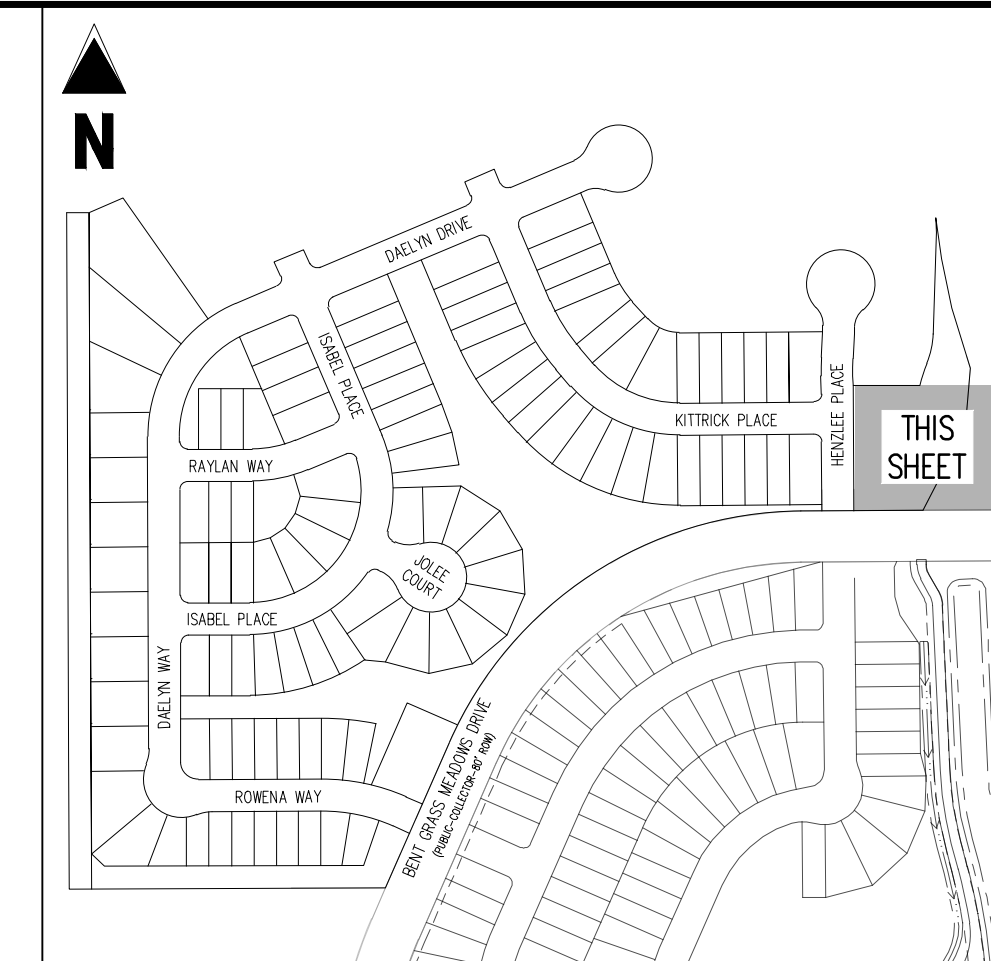 N
DAELYN DRIVE
ISABEL PLACE
HENZLEE PLACE
KITTRICK PLACE
THIS
SHEET
RAYLAN WAY
JOLEE
COURT
ISABEL PLACE
DAELYN WAY
BENT GRASS MEADOWS DRIVE
(PUBLIC-COLLECTOR-80' ROW)
ROWENA WAY